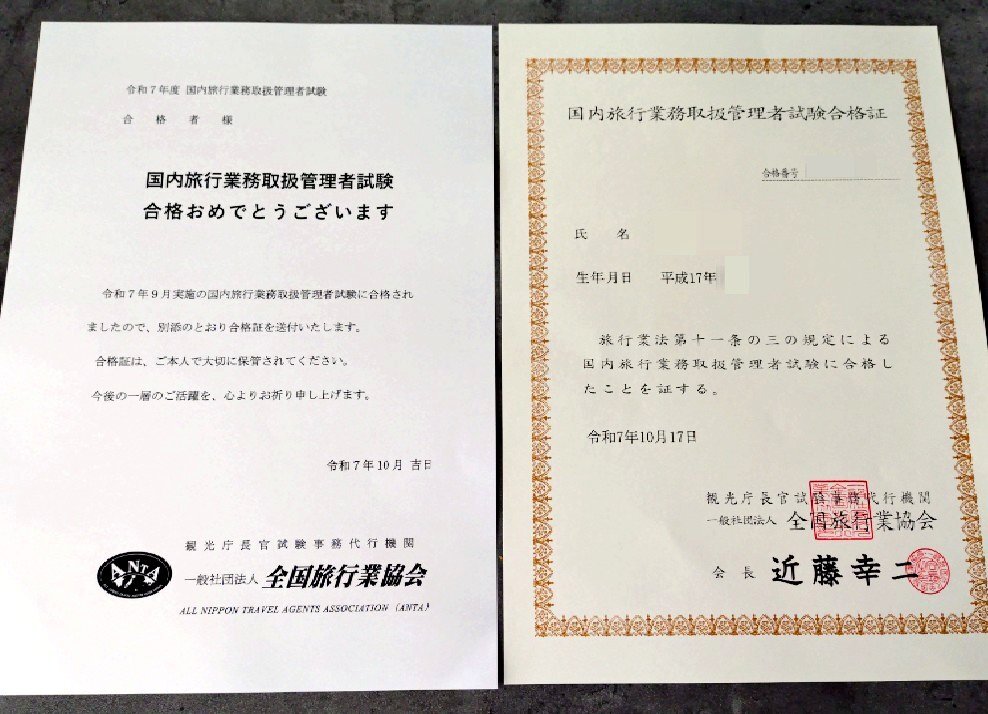 令和7年度 国内旅行業務取扱管理者試験
合格者様
国内旅行業務取扱管理者試験
合格おめでとうございます
令和7年9月実施の国内旅行業務取扱管理者試験に合格され
ましたので、別添のとおり合格証を送付いたします。
合格証は、ご本人で大切に保管されてください。
今後の一層のご活躍を、心よりお祈り申し上げます。
令和7年10月 吉日
ANTA
観光庁長官試験事務代行機関
一般社団法人 全国旅行業協会
ALL NIPPON TRAVEL AGENTS ASSOCIATION (ANTA)
国内旅行業務取扱管理者試験合格証
合格番号
氏 名
生年月日 平成17年
旅行業法第十一条の三の規定による
国内旅行業務取扱管理者試験に合格し
たことを証する。
令和7年10月17日
観光庁長官試験事務代行機関
一般社団法人 全国旅行業協会
会長 近藤幸二